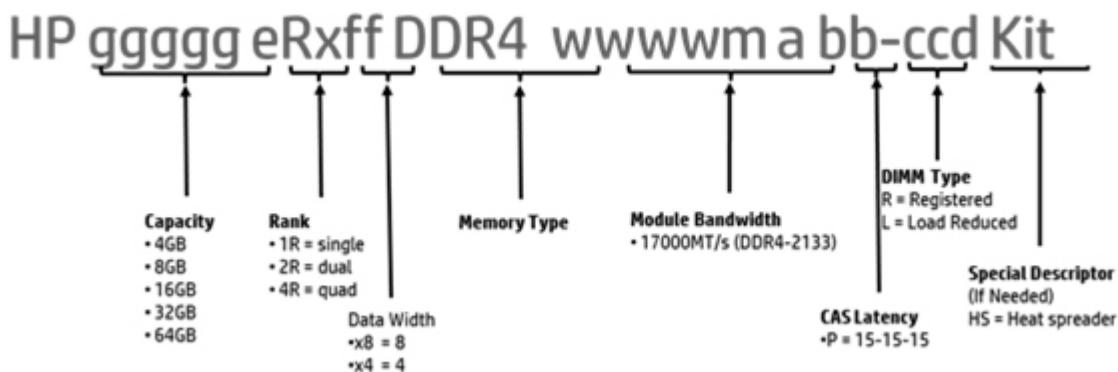 HP ggggg eRxff DDR4 wwwwm a bb-ccd Kit
Capacity
• 4GB
• 8GB
• 16GB
• 32GB
• 64GB
Rank
• 1R = single
• 2R = dual
• 4R = quad
Data Width
•x8 = 8
•x4 = 4
Memory Type
Module Bandwidth
• 17000MT/s (DDR4-2133)
CAS Latency
•P = 15-15-15
DIMM Type
R = Registered
L = Load Reduced
Special Descriptor
(If Needed)
HS = Heat spreader